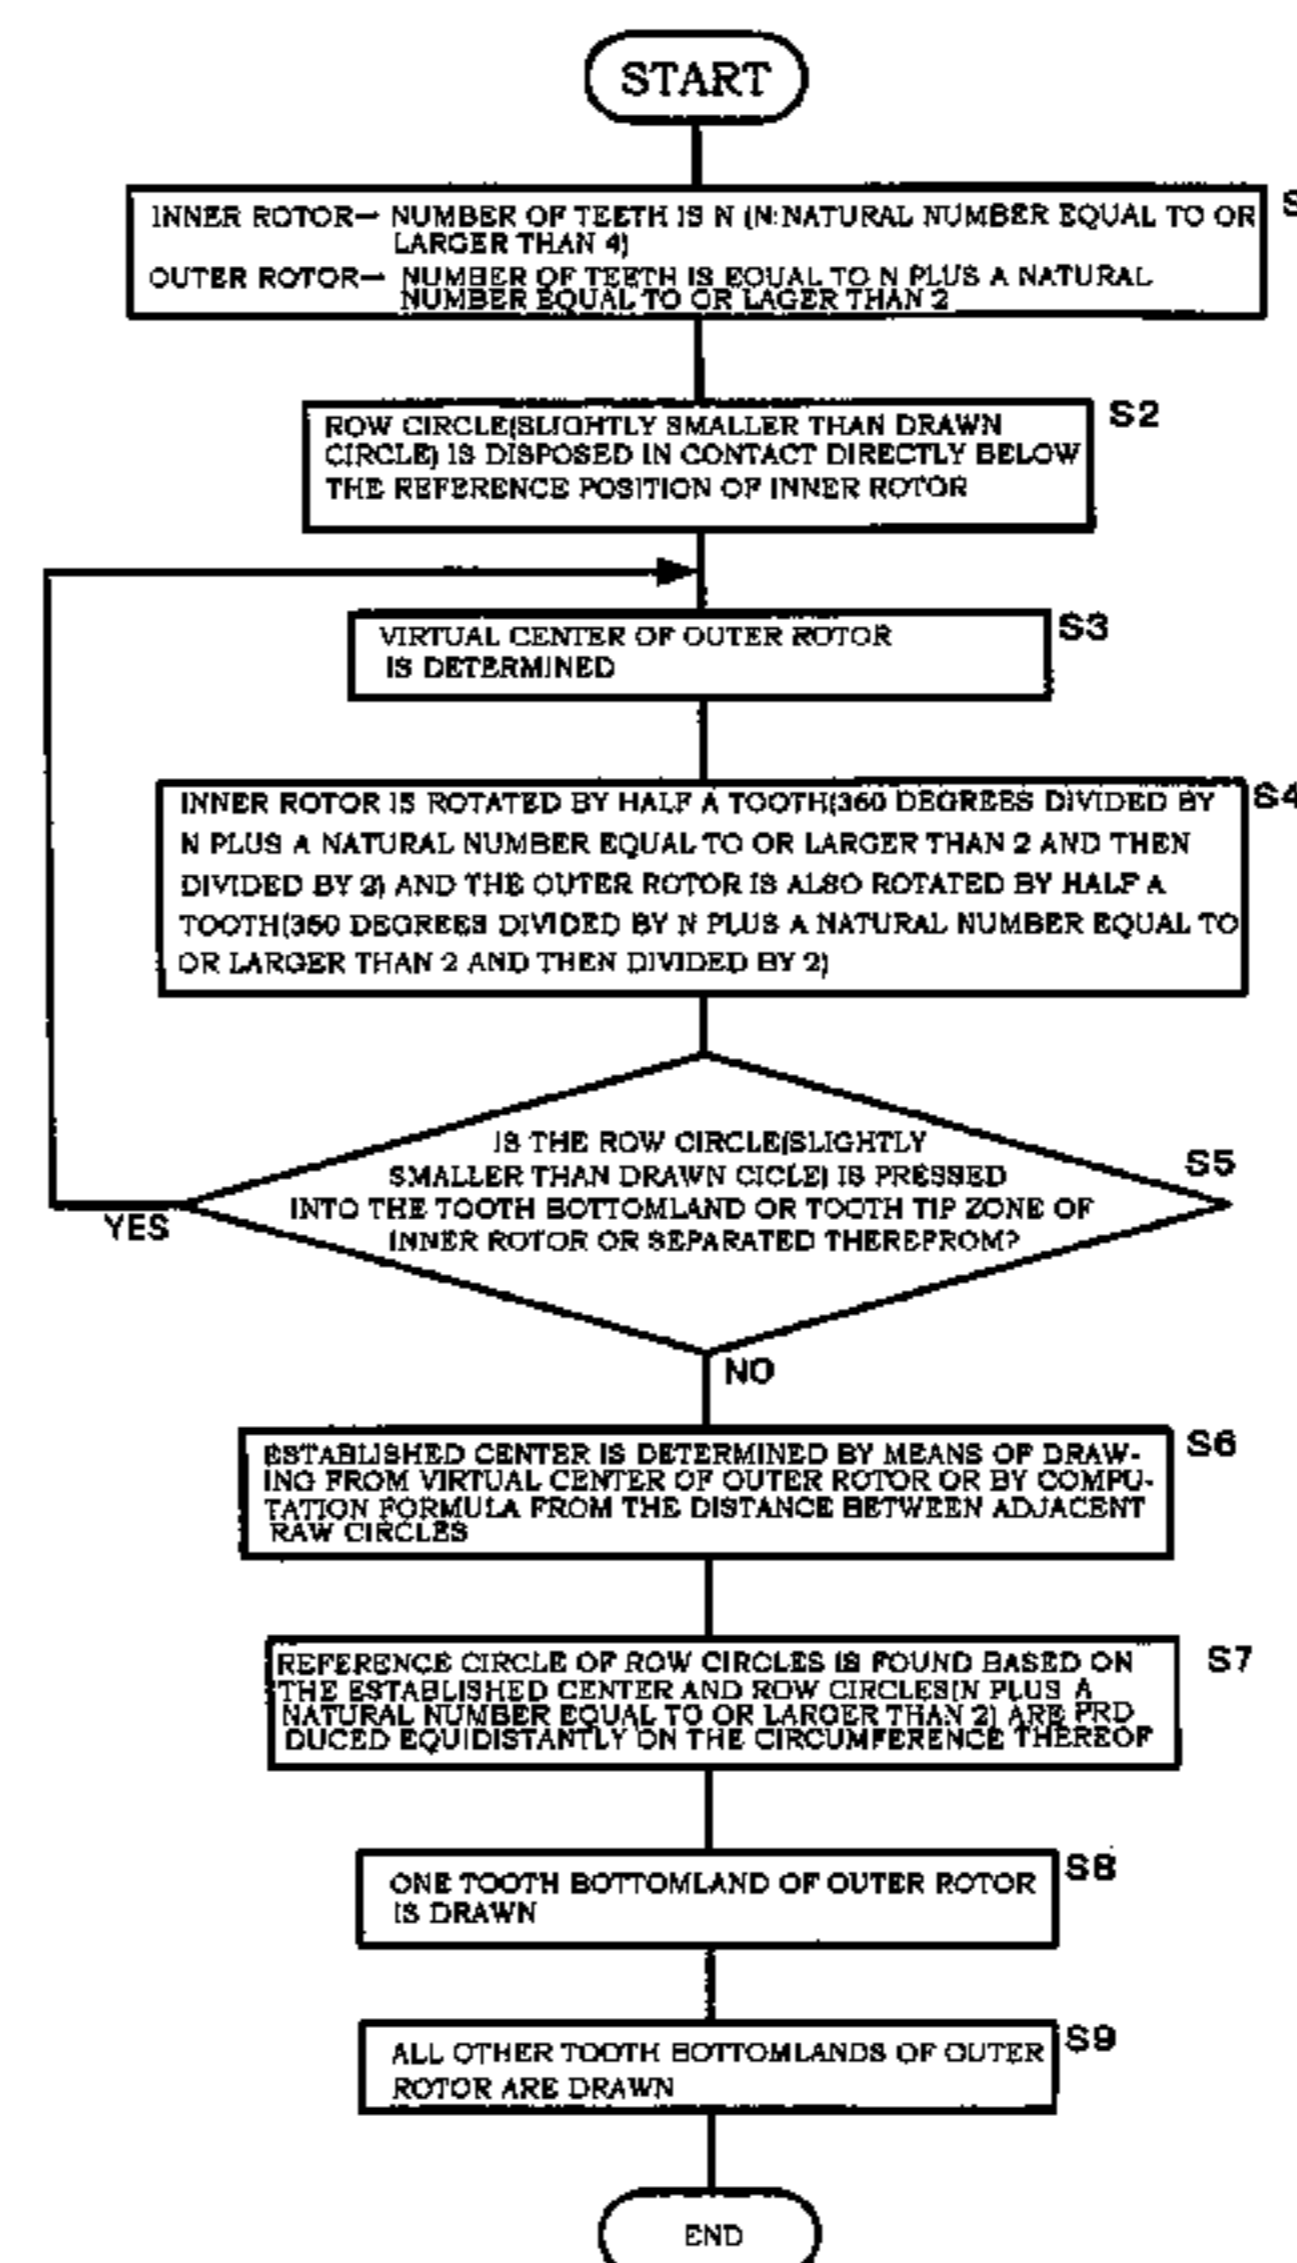 START
S
INNER ROTOR— NUMBER OF TEETH IS N (N:NATURAL NUMBER EQUAL TO OR
LARGER THAN 4)
OUTER ROTOR— NUMBER OF TEETH IS EQUAL TO N PLUS A NATURAL
NUMBER EQUAL TO OR LAGER THAN 2
S2
ROW CIRCLE(SLIGHTLY SMALLER THAN DRAWN
CIRCLE) IS DISPOSED IN CONTACT DIRECTLY BELOW
THE REFERENCE POSITION OF INNER ROTOR
S3
VIRTUAL CENTER OF OUTER ROTOR
IS DETERMINED
S4
INNER ROTOR IS ROTATED BY HALF A TOOTH(360 DEGREES DIVIDED BY
N PLUS A NATURAL NUMBER EQUAL TO OR LARGER THAN 2 AND THEN
DIVIDED BY 2) AND THE OUTER ROTOR IS ALSO ROTATED BY HALF A
TOOTH(360 DEGREES DIVIDED BY N PLUS A NATURAL NUMBER EQUAL TO
OR LARGER THAN 2 AND THEN DIVIDED BY 2)
S5
IS THE ROW CIRCLE(SLIGHTLY
SMALLER THAN DRAWN CICLE) IS PRESSED
INTO THE TOOTH BOTTOMLAND OR TOOTH TIP ZONE OF
INNER ROTOR OR SEPARATED THEREPROM?
YES
NO
S6
ESTABLISHED CENTER IS DETERMINED BY MEANS OF DRAW-
ING FROM VIRTUAL CENTER OF OUTER ROTOR OR BY COMPU-
TATION FORMULA FROM THE DISTANCE BETWEEN ADJACENT
RAW CIRCLES
S7
REFERENCE CIRCLE OF ROW CIRCLES IS FOUND BASED ON
THE ESTABLISHED CENTER AND ROW CIRCLES(N PLUS A
NATURAL NUMBER EQUAL TO OR LARGER THAN 2) ARE PRO
DUCED EQUIDISTANTLY ON THE CIRCUMFERENCE THEREOF
S8
ONE TOOTH BOTTOMLAND OF OUTER ROTOR
IS DRAWN
S9
ALL OTHER TOOTH BOTTOMLANDS OF OUTER
ROTOR ARE DRAWN
END